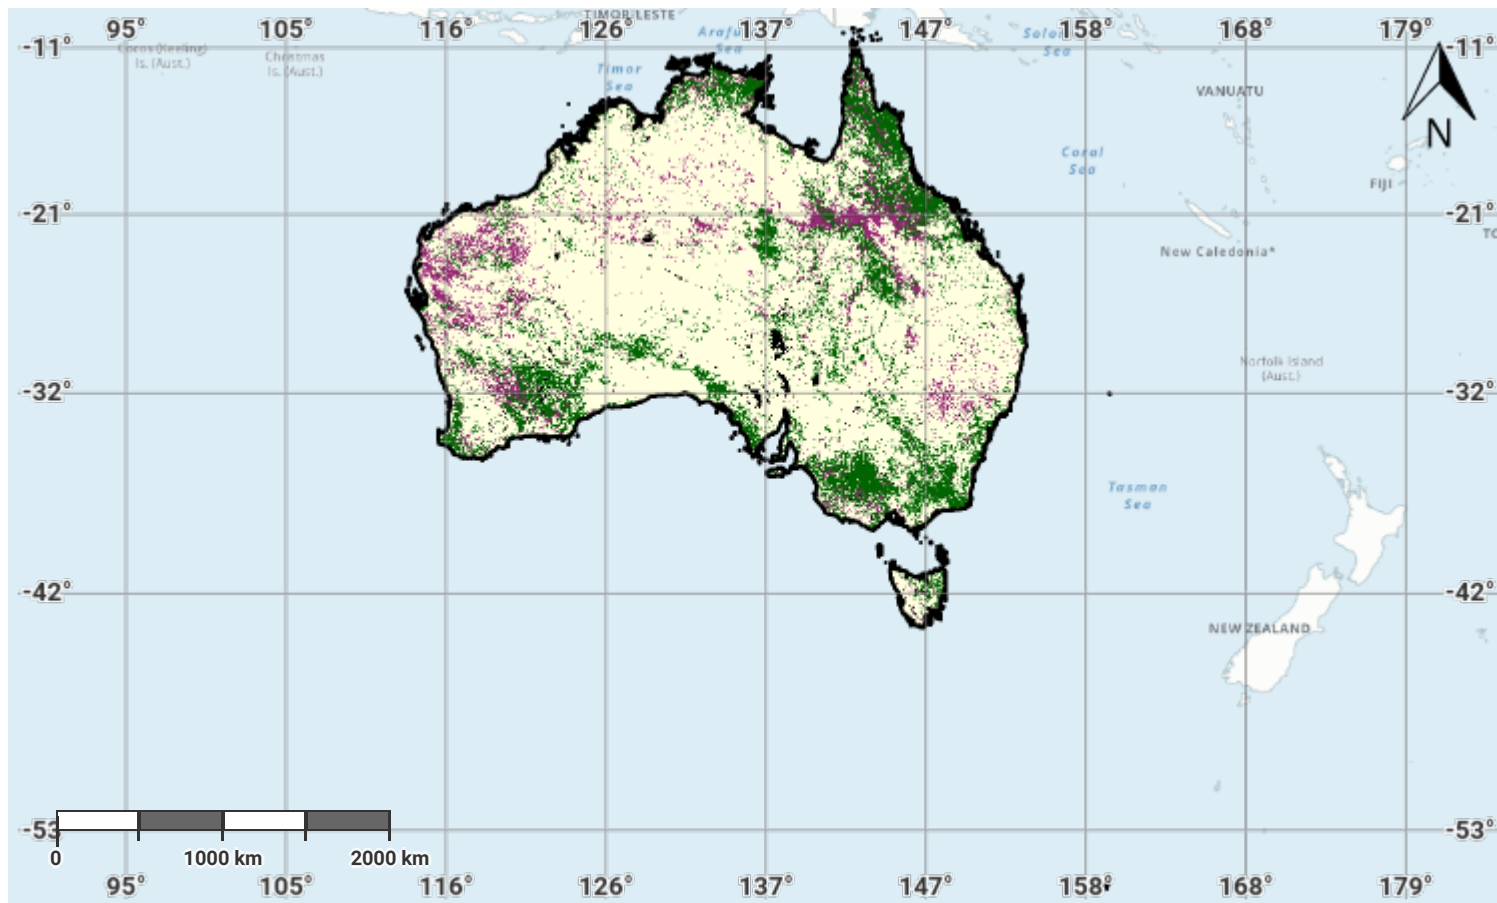 TIMOR-LESTE
95° 105° 116° 126° 137° 147° 158° 168° 179°
-11° -11°
Cocos (Keeling)
Is. (Aust.)
Christmas
Is. (Aust.)
Timor
Sea
Sea
Sea
VANUATU
N
Coral
Sea
FIJI
-21° -21°
New Caledonia*
Norfolk Island
(Aust.)
-32° -32°
Tasman
Sea
-42° -42°
NEW ZEALAND
-53 -53°
0 1000 km 2000 km
95° 105° 116° 126° 137° 147° 158° 168° 179°